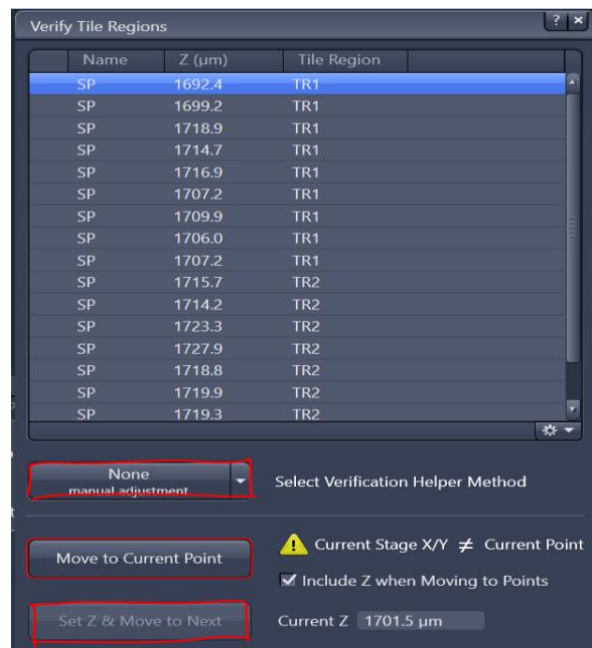 Verify Tile Regions ? ×
Name Z (µm) Tile Region
SP 1692.4 TR1
SP 1699.2 TR1
SP 1718.9 TR1
SP 1714.7 TR1
SP 1716.9 TR1
SP 1707.2 TR1
SP 1709.9 TR1
SP 1706.0 TR1
SP 1707.2 TR1
SP 1715.7 TR2
SP 1714.2 TR2
SP 1723.3 TR2
SP 1727.9 TR2
SP 1718.8 TR2
SP 1719.9 TR2
SP 1719.3 TR2
None
manual adjustment
Select Verification Helper Method
Move to Current Point
Current Stage X/Y ≠ Current Point
Include Z when Moving to Points
Set Z & Move to Next
Current Z 1701.5 µm